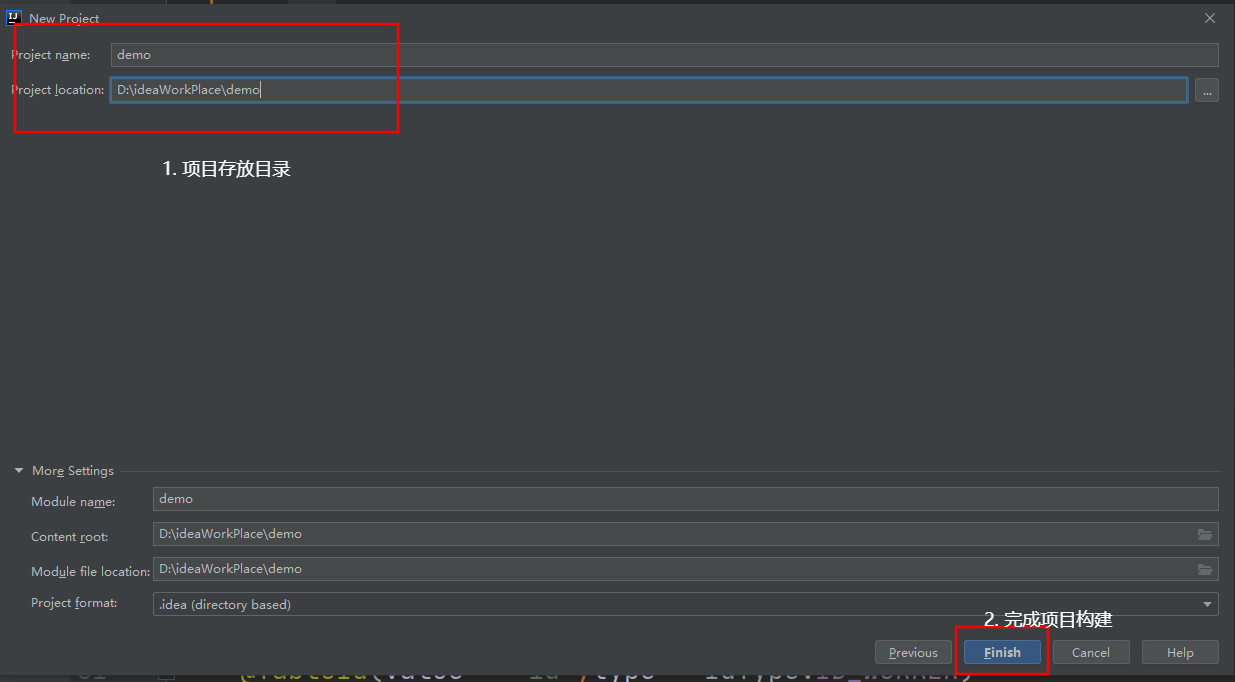 New Project
Project name: demo
Project location: D:\ideaWorkPlace\demo ...
1. 项目存放目录
More Settings
Module name: demo
Content root: D:\ideaWorkPlace\demo
Module file location: D:\ideaWorkPlace\demo
Project format: .idea (directory based)
2. 完成项目构建
Previous Finish Cancel Help